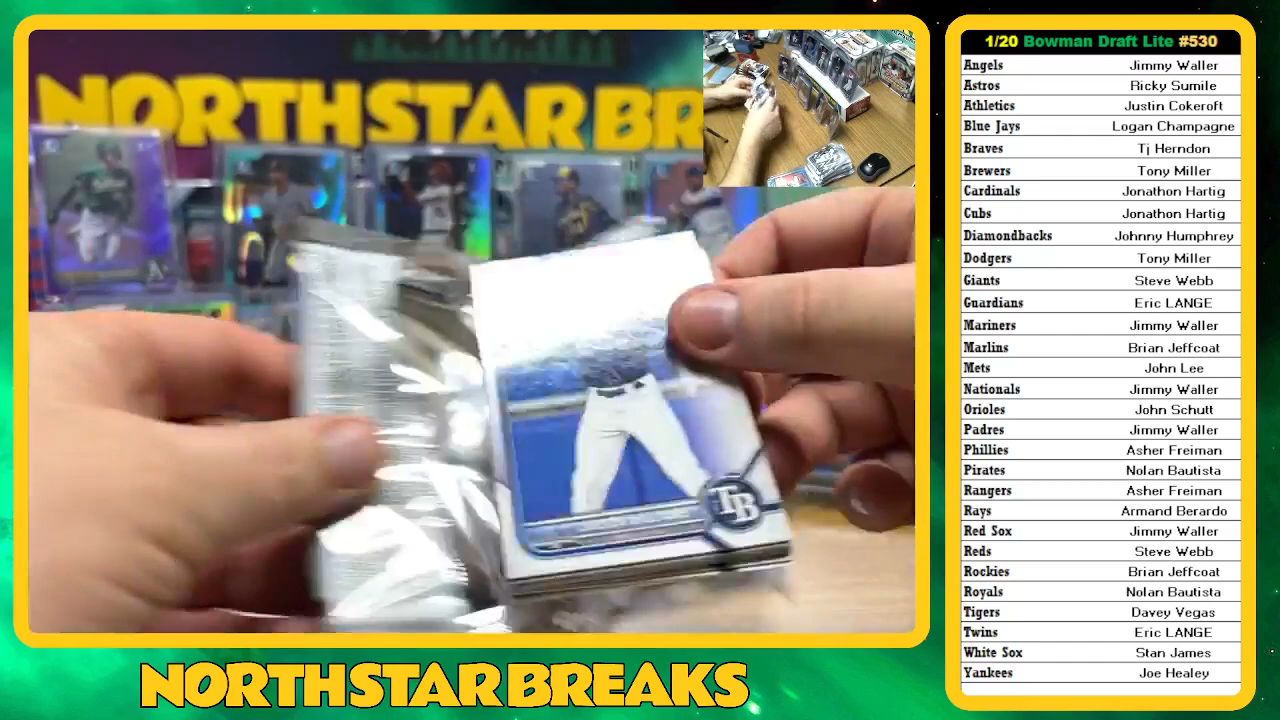 NORTHSTAR BR
1/20 Bowman Draft Lite #530
Angels Jimmy Waller
Astros Ricky Sumile
Athletics Justin Cokeroft
Blue Jays Logan Champagne
Braves Tj Herndon
Brewers Tony Miller
Cardinals Jonathon Hartig
Cubs Jonathon Hartig
Diamondbacks Johnny Humphrey
Dodgers Tony Miller
Giants Steve Webb
Guardians Eric LANGE
Mariners Jimmy Waller
Marlins Brian Jeffcoat
Mets John Lee
Nationals Jimmy Waller
Orioles John Schutt
Padres Jimmy Waller
Phillies Asher Freiman
Pirates Nolan Bautista
Rangers Asher Freiman
Rays Armand Berardo
Red Sox Jimmy Waller
Reds Steve Webb
Rockies Brian Jeffcoat
Royals Nolan Bautista
Tigers Davey Vegas
Twins Eric LANGE
White Sox Stan James
Yankees Joe Healey
TB
NORTHSTAR BREAKS